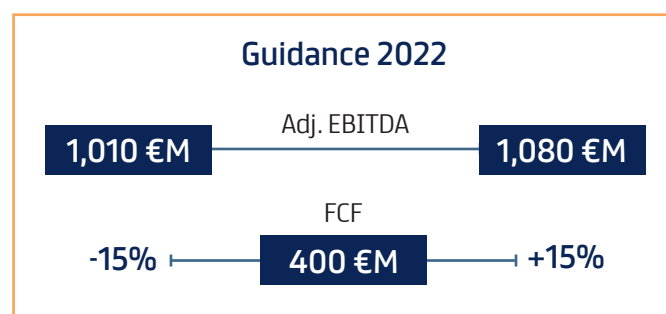 Guidance 2022
Adj. EBITDA
1,010 €M 1,080 €M
FCF
-15% 400 €M +15%